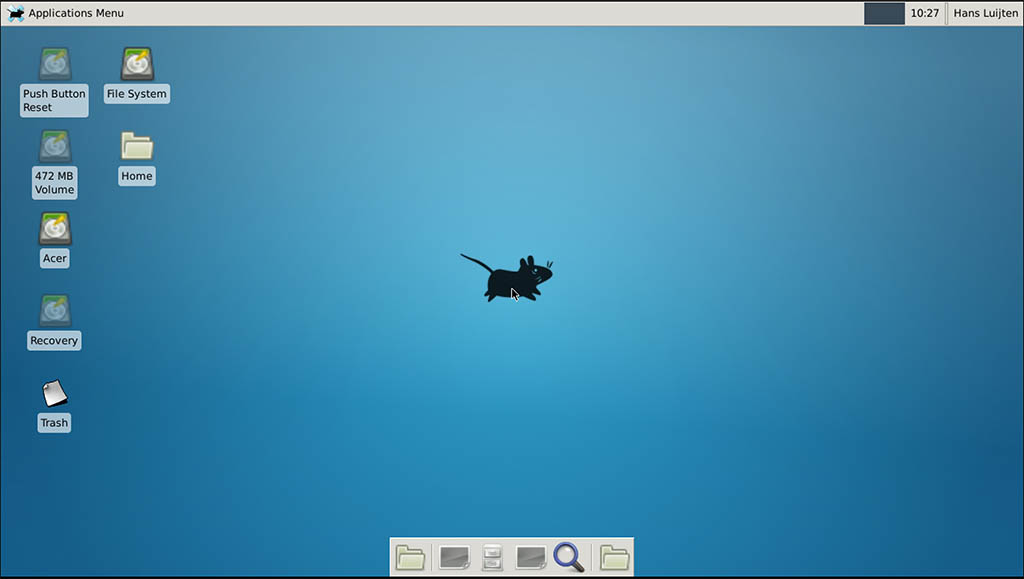 Applications Menu
10:27
Hans Luijten
Push Button
Reset
File System
472 MB
Volume
Home
Acer
Recovery
Trash